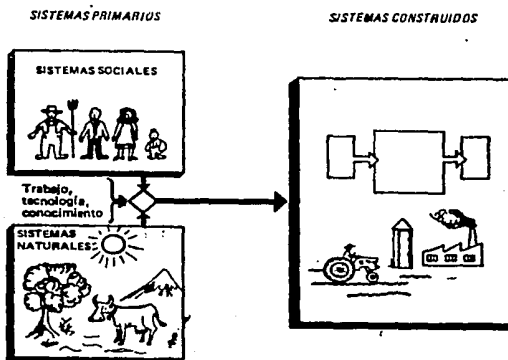 SISTEMAS PRIMARIOS
SISTEMAS CONSTRUIDOS
SISTEMAS SOCIALES
Trabajo,
tecnología,
conocimiento
SISTEMAS
NATURALES